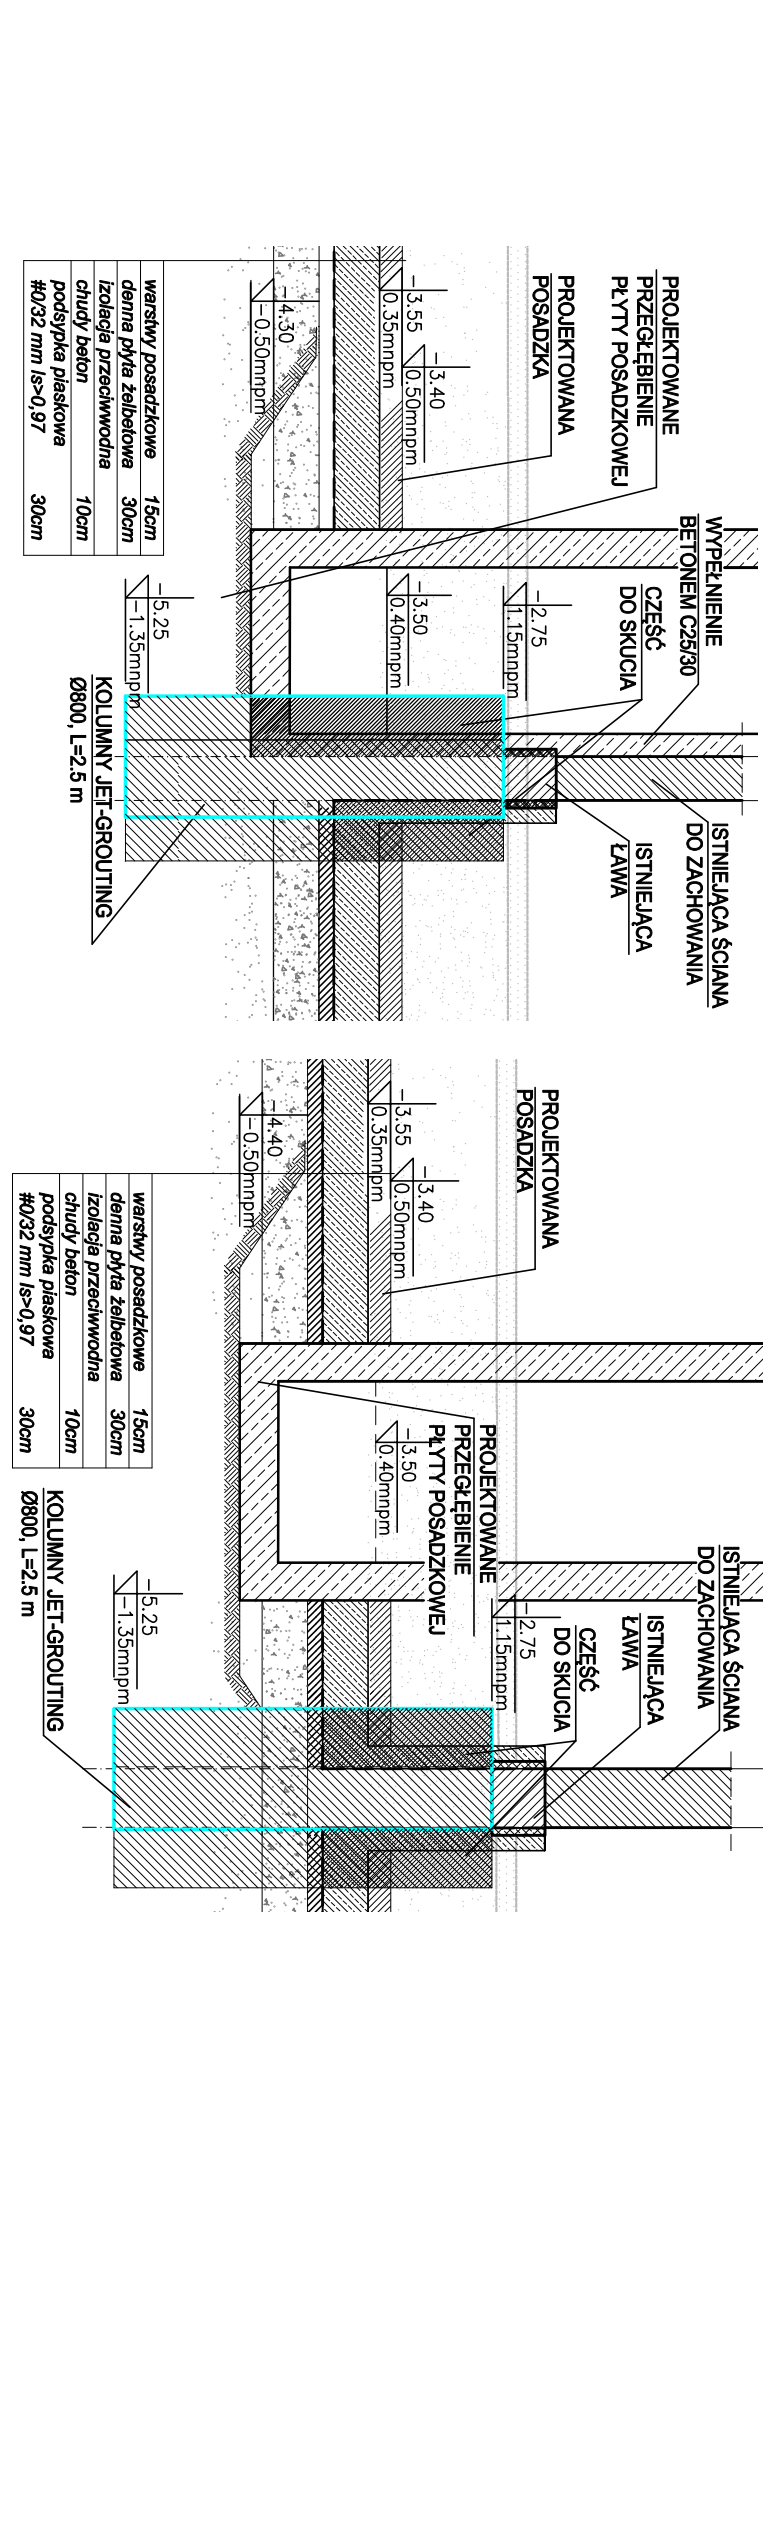 PROJEKTOWANE
PRZEGŁĘBIENIE
PŁYTY POSADZKOWEJ
PROJEKTOWANA
POSADZKA
WYPEŁNIENIE
BETONEM C25/30
CZĘŚĆ
DO SKUCIA
ISTNIEJĄCA ŚCIANA
DO ZACHOWANIA
ISTNIEJĄCA
ŁAWA
-2.75
1.15mnpm
-3.40
0.50mnpm
-3.55
0.35mnpm
-3.50
0.40mnpm
-4.30
-0.50mnpm
-5.25
-1.35mnpm
warstwy posadzkowe 15cm
denna płyta żelbetowa 30cm
izolacja przeciwwodna
chudy beton 10cm
podsypka piaskowa
#0/32 mm Is>0,97 30cm
KOLUMNY JET-GROUTING
Ø800, L=2.5 m
ISTNIEJĄCA ŚCIANA
DO ZACHOWANIA
ISTNIEJĄCA
ŁAWA
CZĘŚĆ
DO SKUCIA
PROJEKTOWANA
POSADZKA
PROJEKTOWANE
PRZEGŁĘBIENIE
PŁYTY POSADZKOWEJ
-2.75
1.15mnpm
-3.40
0.50mnpm
-3.55
0.35mnpm
-3.50
0.40mnpm
-4.40
-0.50mnpm
-5.25
-1.35mnpm
warstwy posadzkowe 15cm
denna płyta żelbetowa 30cm
izolacja przeciwwodna
chudy beton 10cm
podsypka piaskowa
#0/32 mm Is>0,97 30cm
KOLUMNY JET-GROUTING
Ø800, L=2.5 m